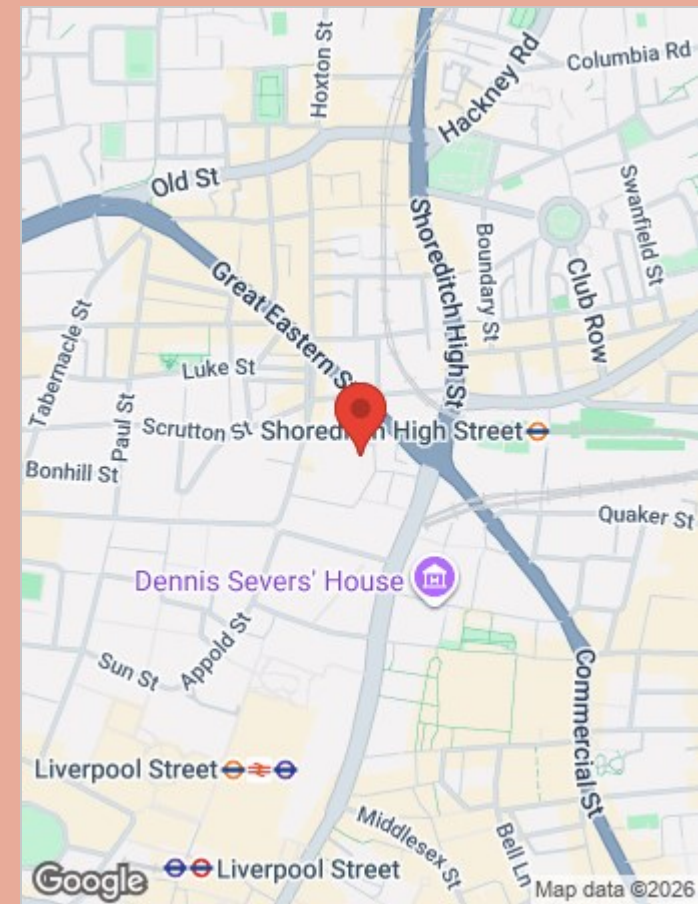 Hoxton St
Hackney Rd
Columbia Rd
Old St
Swanfield St
Shoreditch High St
Boundary St
Club Row
Great Eastern St
Tabernacle St
Luke St
Paul St
Scrutton St
Shoreditch High Street
Bonhill St
Quaker St
Dennis Severs' House
Appold St
Sun St
Commercial St
Liverpool Street
Middlesex St
Bell Ln
Liverpool Street
Google
Map data ©2026